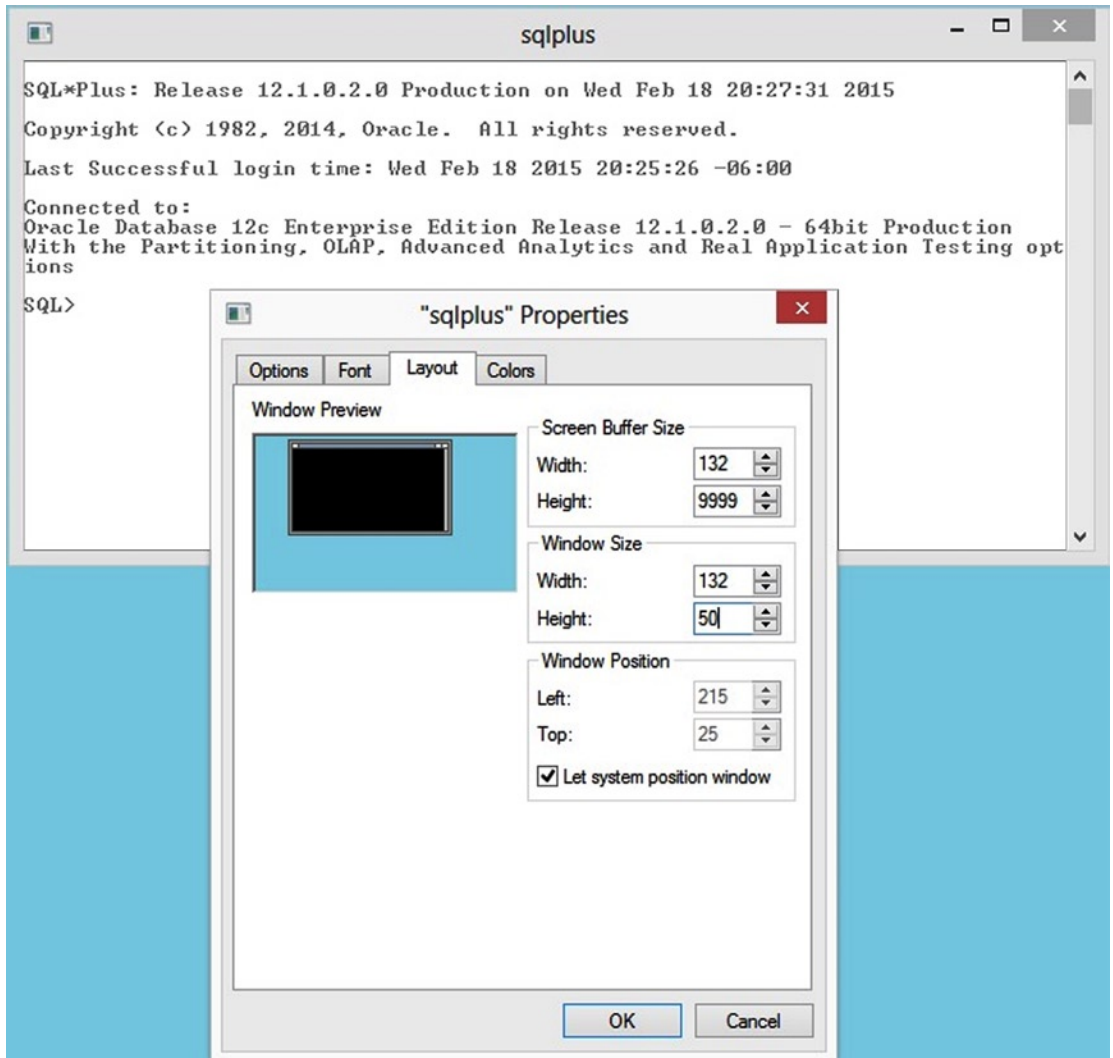 sqlplus
SQL*Plus: Release 12.1.0.2.0 Production on Wed Feb 18 20:27:31 2015
Copyright (c) 1982, 2014, Oracle.  All rights reserved.
Last Successful login time: Wed Feb 18 2015 20:25:26 -06:00
Connected to:
Oracle Database 12c Enterprise Edition Release 12.1.0.2.0 - 64bit Production
With the Partitioning, OLAP, Advanced Analytics and Real Application Testing opt
ions
SQL>
"sqlplus" Properties
Options Font Layout Colors
Window Preview
Screen Buffer Size
Width: 132
Height: 9999
Window Size
Width: 132
Height: 50
Window Position
Left: 215
Top: 25
Let system position window
OK Cancel